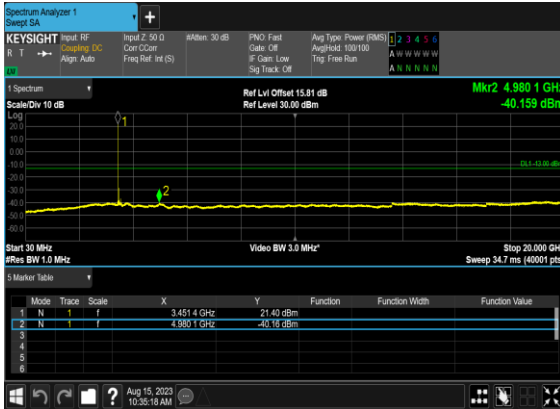 Spectrum Analyzer 1
Swept SA
+
KEYSIGHT Input: RF Input Z: 50 Ω #Atten: 30 dB PNO: Fast Avg Type: Power (RMS) 1 2 3 4 5 6
R T Coupling: DC Corr CCorr Gate: Off Avg|Hold: 100/100 A W W W W W
Align: Auto Freq Ref: Int (S) IF Gain: Low Trig: Free Run
Sig Track: Off A N N N N N
1 Spectrum Ref Lvl Offset 15.81 dB Mkr2 4.980 1 GHz
Scale/Div 10 dB Ref Level 30.00 dBm -40.159 dBm
Log
1
20.0
10.0
0.00
-10.0
DL1 -13.00 dBm
-20.0
-30.0
2
-40.0
-50.0
-60.0
Start 30 MHz Video BW 3.0 MHz* Stop 20.000 GHz
#Res BW 1.0 MHz Sweep 34.7 ms (40001 pts)
5 Marker Table
Mode Trace Scale X Y Function Function Width Function Value
1 N 1 f 3.451 4 GHz 21.40 dBm
2 N 1 f 4.980 1 GHz -40.16 dBm
3
4
5
6
? Aug 15, 2023
10:35:18 AM